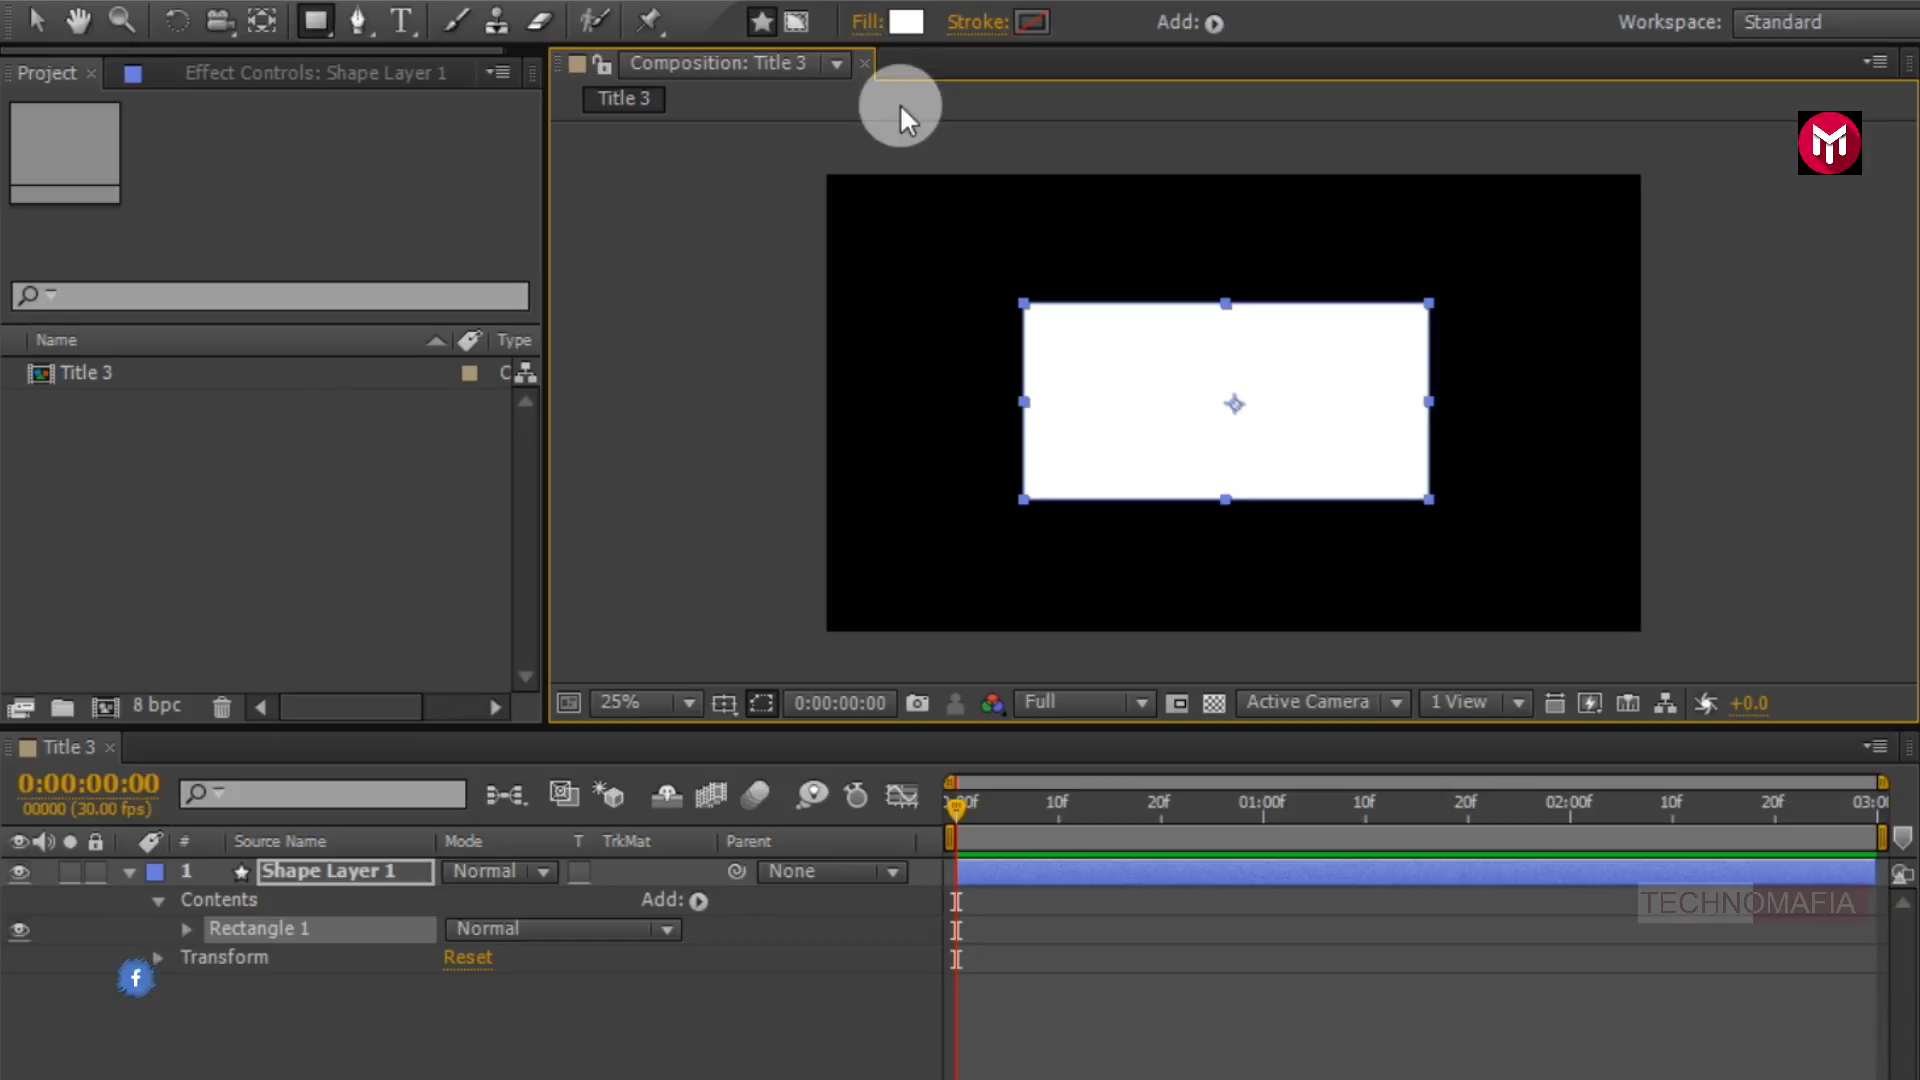 Fill: Stroke: Add: Workspace: Standard
Project Effect Controls: Shape Layer 1 Composition: Title 3
Title 3
Name Type
Title 3 C
8 bpc 25% 0:00:00:00 Full Active Camera 1 View +0.0
Title 3
0:00:00:00
00000 (30.00 fps)
:00f 10f 20f 01:00f 10f 20f 02:00f 10f 20f 03:0
# Source Name Mode T TrkMat Parent
1 Shape Layer 1 Normal None
Contents Add:
TECHNOMAFIA
Rectangle 1 Normal
Transform Reset
f